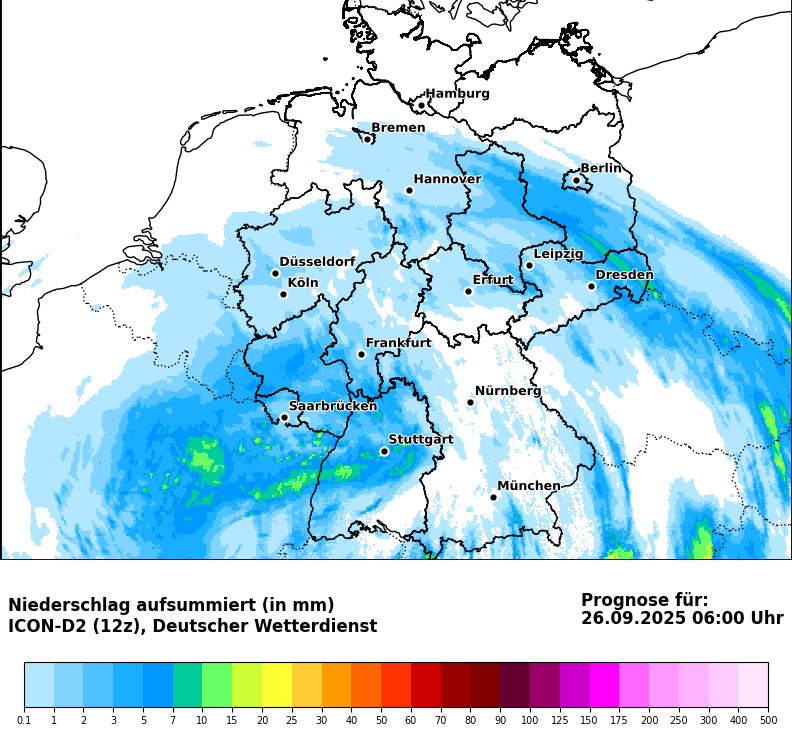 Hamburg
Bremen
Berlin
Hannover
Leipzig
Düsseldorf
Dresden
Köln
Erfurt
Frankfurt
Nürnberg
Saarbrücken
Stuttgart
München
Niederschlag aufsummiert (in mm)
ICON-D2 (12z), Deutscher Wetterdienst
Prognose für:
26.09.2025 06:00 Uhr
0.1 1 2 3 5 7 10 15 20 25 30 40 50 60 70 80 90 100 125 150 175 200 250 300 400 500